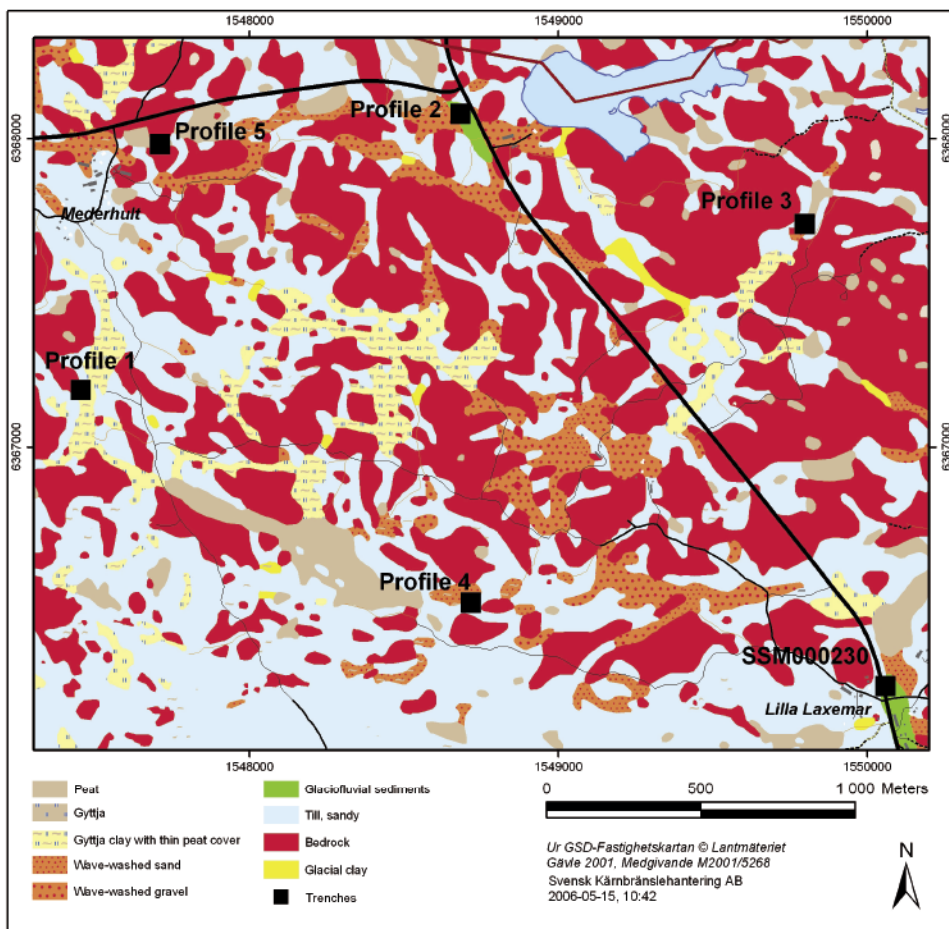 1548000 1549000 1550000
Profile 2
Profile 5
6368000 6368000
Profile 3
Mederhult
Profile 1
6367000 6367000
Profile 4
SSM000230
Lilla Laxemar
1548000 1549000 1550000
Peat
Gyttja
Gyttja clay with thin peat cover
Wave-washed sand
Wave-washed gravel
Glaciofluvial sediments
Till, sandy
Bedrock
Glacial clay
Trenches
0 500 1 000 Meters
Ur GSD-Fastighetskartan © Lantmäteriet
Gävle 2001, Medgivande M2001/5268
Svensk Kärnbränslehantering AB
2006-05-15, 10:42
N